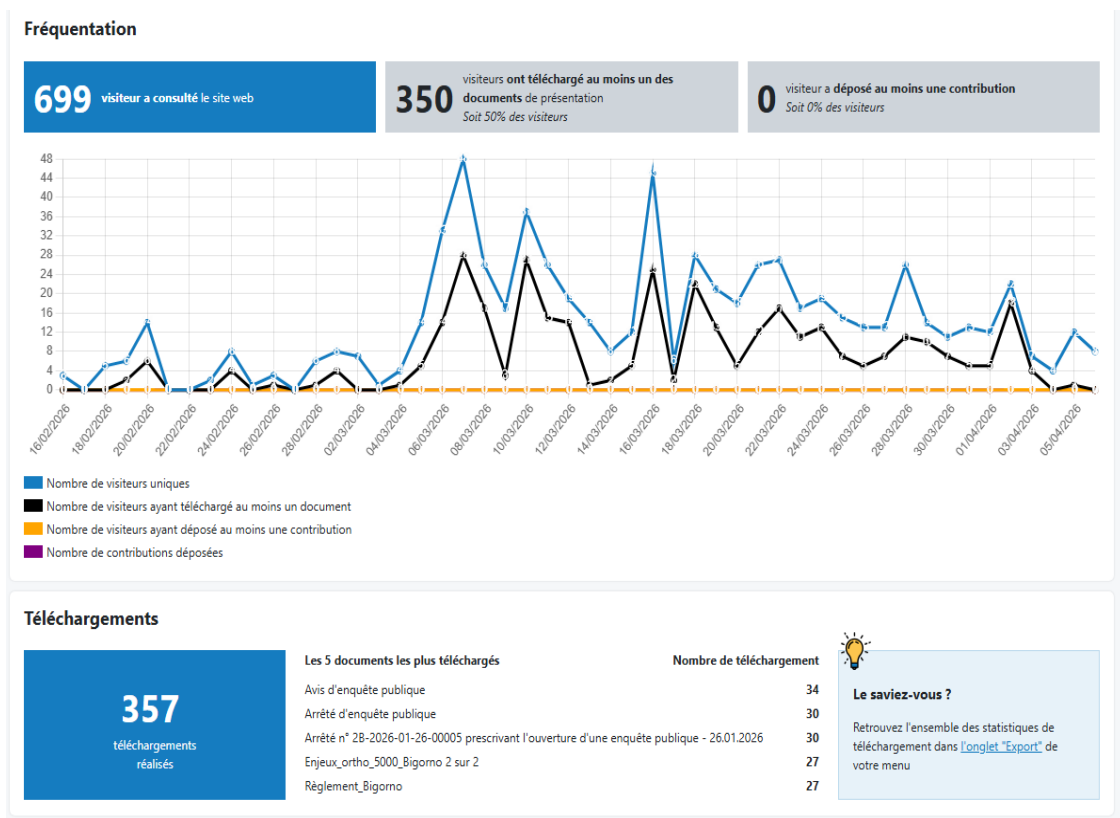 Fréquentation
699 visiteur a consulté le site web
350 visiteurs ont téléchargé au moins un des
documents de présentation
Soit 50% des visiteurs
0 visiteur a déposé au moins une contribution
Soit 0% des visiteurs
48
44
40
36
32
28
24
20
16
12
8
4
0
16/02/2026
18/02/2026
20/02/2026
22/02/2026
24/02/2026
26/02/2026
28/02/2026
02/03/2026
04/03/2026
06/03/2026
08/03/2026
10/03/2026
12/03/2026
14/03/2026
16/03/2026
18/03/2026
20/03/2026
22/03/2026
24/03/2026
26/03/2026
28/03/2026
30/03/2026
01/04/2026
03/04/2026
05/04/2026
Nombre de visiteurs uniques
Nombre de visiteurs ayant téléchargé au moins un document
Nombre de visiteurs ayant déposé au moins une contribution
Nombre de contributions déposées
Téléchargements
357
téléchargements
réalisés
Les 5 documents les plus téléchargés Nombre de téléchargement
Avis d'enquête publique 34
Arrêté d'enquête publique 30
Arrêté n° 2B-2026-01-26-00005 prescrivant l'ouverture d'une enquête publique - 26.01.2026 30
Enjeux_ortho_5000_Bigorno 2 sur 2 27
Règlement_Bigorno 27
Le saviez-vous ?
Retrouvez l'ensemble des statistiques de
téléchargement dans l'onglet "Export" de
votre menu